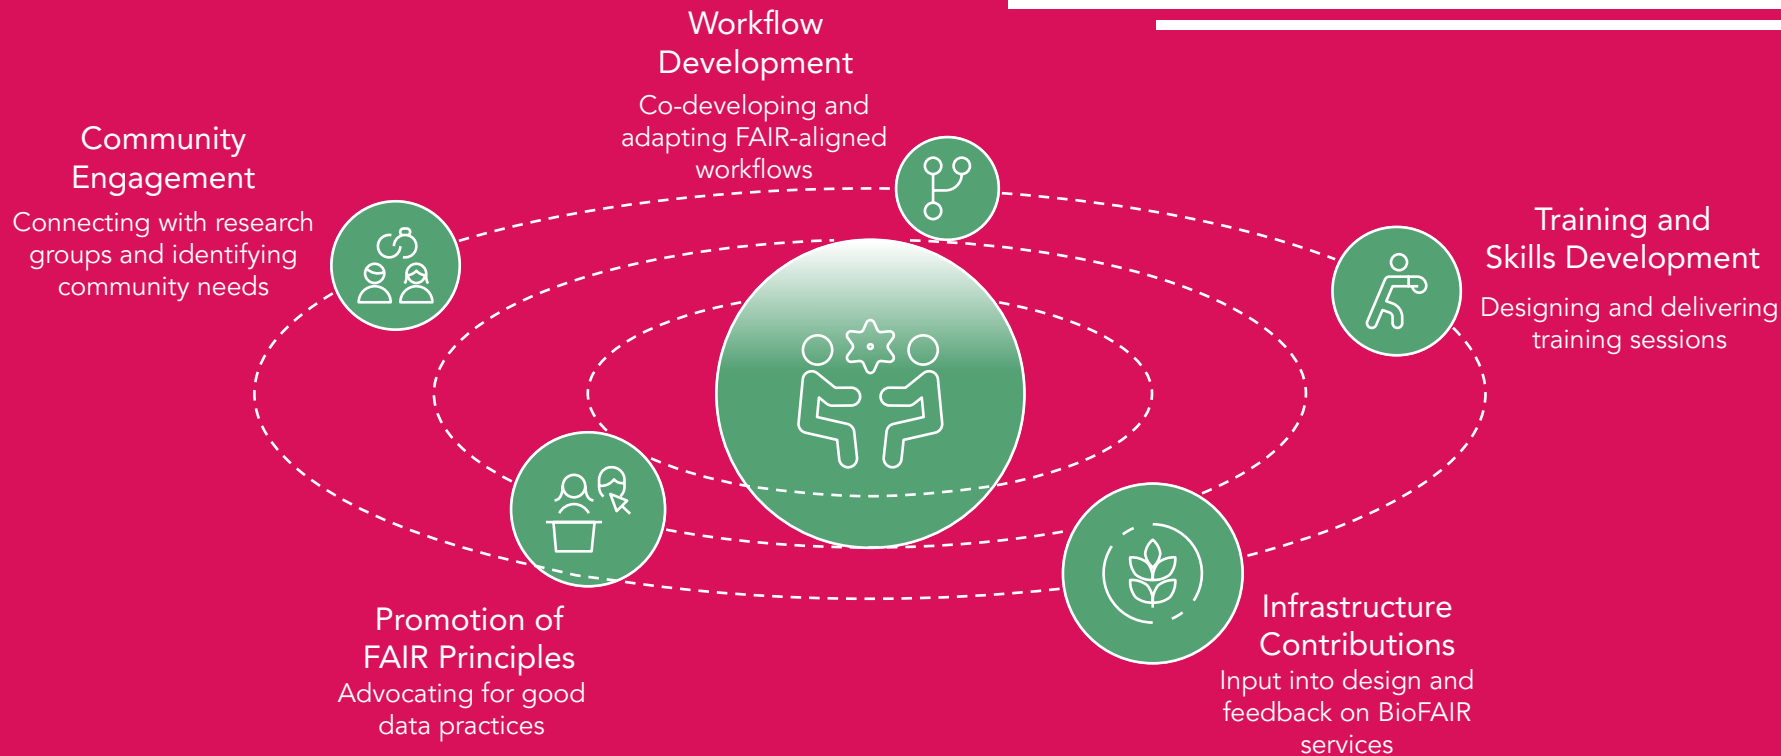 Workflow
Development
Co-developing and
adapting FAIR-aligned
workflows
Community
Engagement
Connecting with research
groups and identifying
community needs
Training and
Skills Development
Designing and delivering
training sessions
Promotion of
FAIR Principles
Advocating for good
data practices
Infrastructure
Contributions
Input into design and
feedback on BioFAIR
services